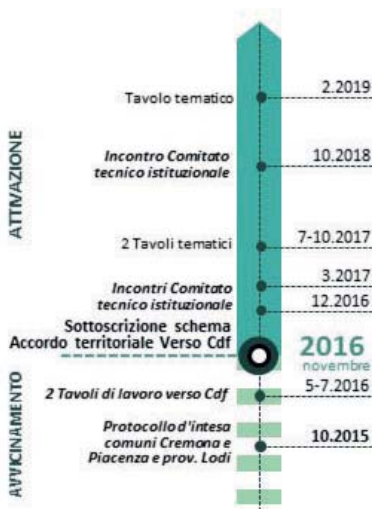 ATTIVAZIONE
Tavolo tematico
2.2019
Incontro Comitato
tecnico istituzionale
10.2018
2 Tavoli tematici
7-10.2017
Incontri Comitato
tecnico istituzionale
3.2017
12.2016
Sottoscrizione schema
Accordo territoriale Verso Cdf
2016
novembre
AVVICINAMENTO
2 Tavoli di lavoro verso Cdf
5-7.2016
Protocollo d'intesa
comuni Cremona e
Piacenza e prov. Lodi
10.2015